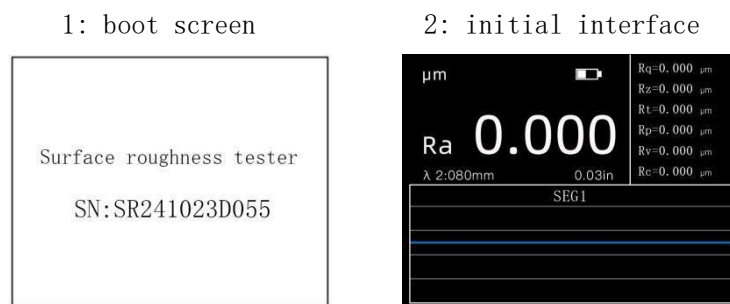 1: boot screen
2: initial interface
Surface roughness tester
SN:SR241023D055
μm
Ra 0.000
λ 2:080mm 0.03in
Rq=0.000 μm
Rz=0.000 μm
Rt=0.000 μm
Rp=0.000 μm
Rv=0.000 μm
Rc=0.000 μm
SEG1